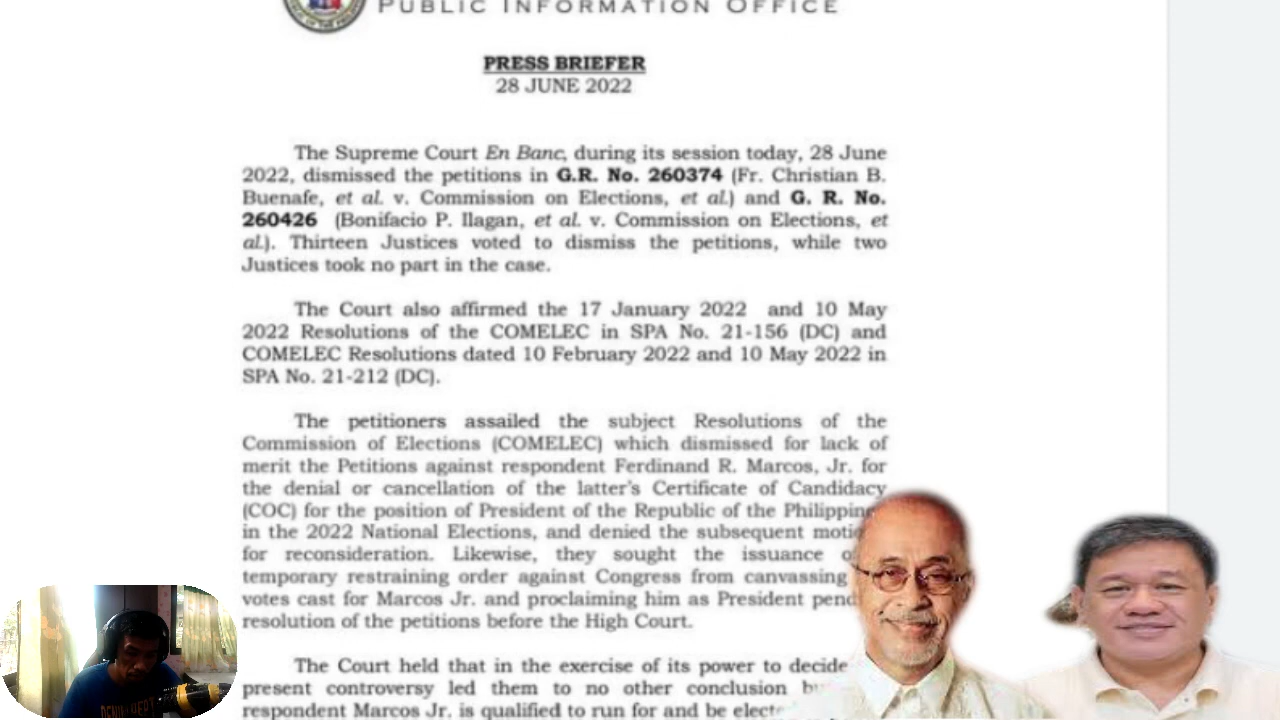 PUBLIC INFORMATION OFFICE
PRESS BRIEFER
28 JUNE 2022
The Supreme Court En Banc, during its session today, 28 June
2022, dismissed the petitions in G.R. No. 260374 (Fr. Christian B.
Buenafe, et al. v. Commission on Elections, et al.) and G. R. No.
260426 (Bonifacio P. Ilagan, et al. v. Commission on Elections, et
al.). Thirteen Justices voted to dismiss the petitions, while two
Justices took no part in the case.
The Court also affirmed the 17 January 2022 and 10 May
2022 Resolutions of the COMELEC in SPA No. 21-156 (DC) and
COMELEC Resolutions dated 10 February 2022 and 10 May 2022 in
SPA No. 21-212 (DC).
The petitioners assailed the subject Resolutions of the
Commission of Elections (COMELEC) which dismissed for lack of
merit the Petitions against respondent Ferdinand R. Marcos, Jr. for
the denial or cancellation of the latter's Certificate of Candidacy
(COC) for the position of President of the Republic of the Philippin
in the 2022 National Elections, and denied the subsequent moti
for reconsideration. Likewise, they sought the issuance o
temporary restraining order against Congress from canvassing
votes cast for Marcos Jr. and proclaiming him as President pend
resolution of the petitions before the High Court.
The Court held that in the exercise of its power to decide
present controversy led them to no other conclusion b
respondent Marcos Jr. is qualified to run for and be elect